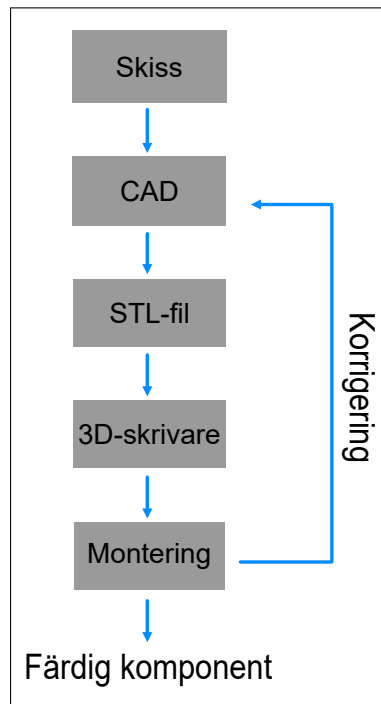 Skiss
CAD
STL-fil
3D-skrivare
Montering
Korrigering
Färdig komponent